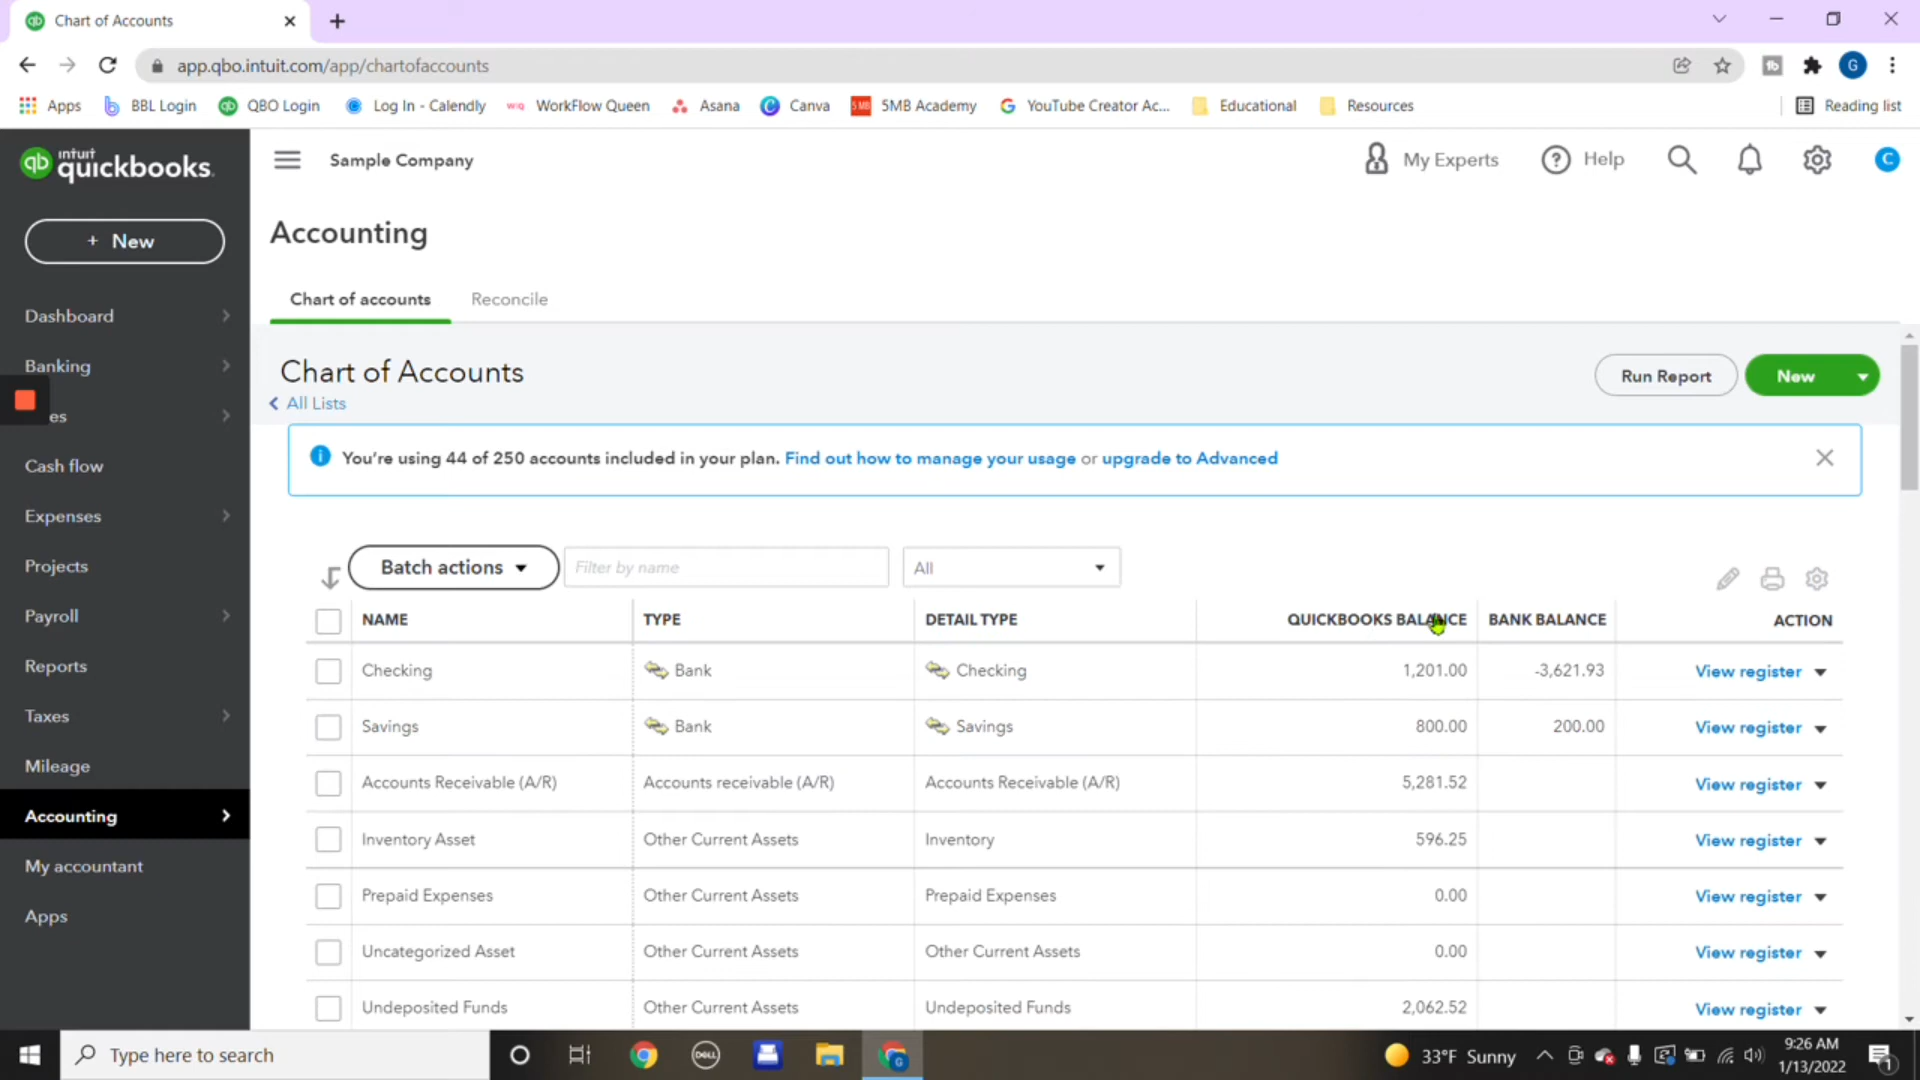 Chart of Accounts
app.qbo.intuit.com/app/chartofaccounts
G
Apps BBL Login QBO Login Log In - Calendly WorkFlow Queen Asana Canva 5MB Academy YouTube Creator Ac... Educational Resources Reading list
intuit quickbooks.
Sample Company
My Experts
Help
C
+ New
Accounting
Dashboard
Banking
es
Cash flow
Expenses
Projects
Payroll
Reports
Taxes
Mileage
Accounting
My accountant
Apps
Chart of accounts Reconcile
Chart of Accounts
All Lists
Run Report
New
You're using 44 of 250 accounts included in your plan. Find out how to manage your usage or upgrade to Advanced
Batch actions
Filter by name
All
NAME TYPE DETAIL TYPE QUICKBOOKS BALANCE BANK BALANCE ACTION
Checking Bank Checking 1,201.00 -3,621.93 View register
Savings Bank Savings 800.00 200.00 View register
Accounts Receivable (A/R) Accounts receivable (A/R) Accounts Receivable (A/R) 5,281.52 View register
Inventory Asset Other Current Assets Inventory 596.25 View register
Prepaid Expenses Other Current Assets Prepaid Expenses 0.00 View register
Uncategorized Asset Other Current Assets Other Current Assets 0.00 View register
Undeposited Funds Other Current Assets Undeposited Funds 2,062.52 View register
Type here to search
DELL
G
33°F Sunny
9:26 AM
1/13/2022
1